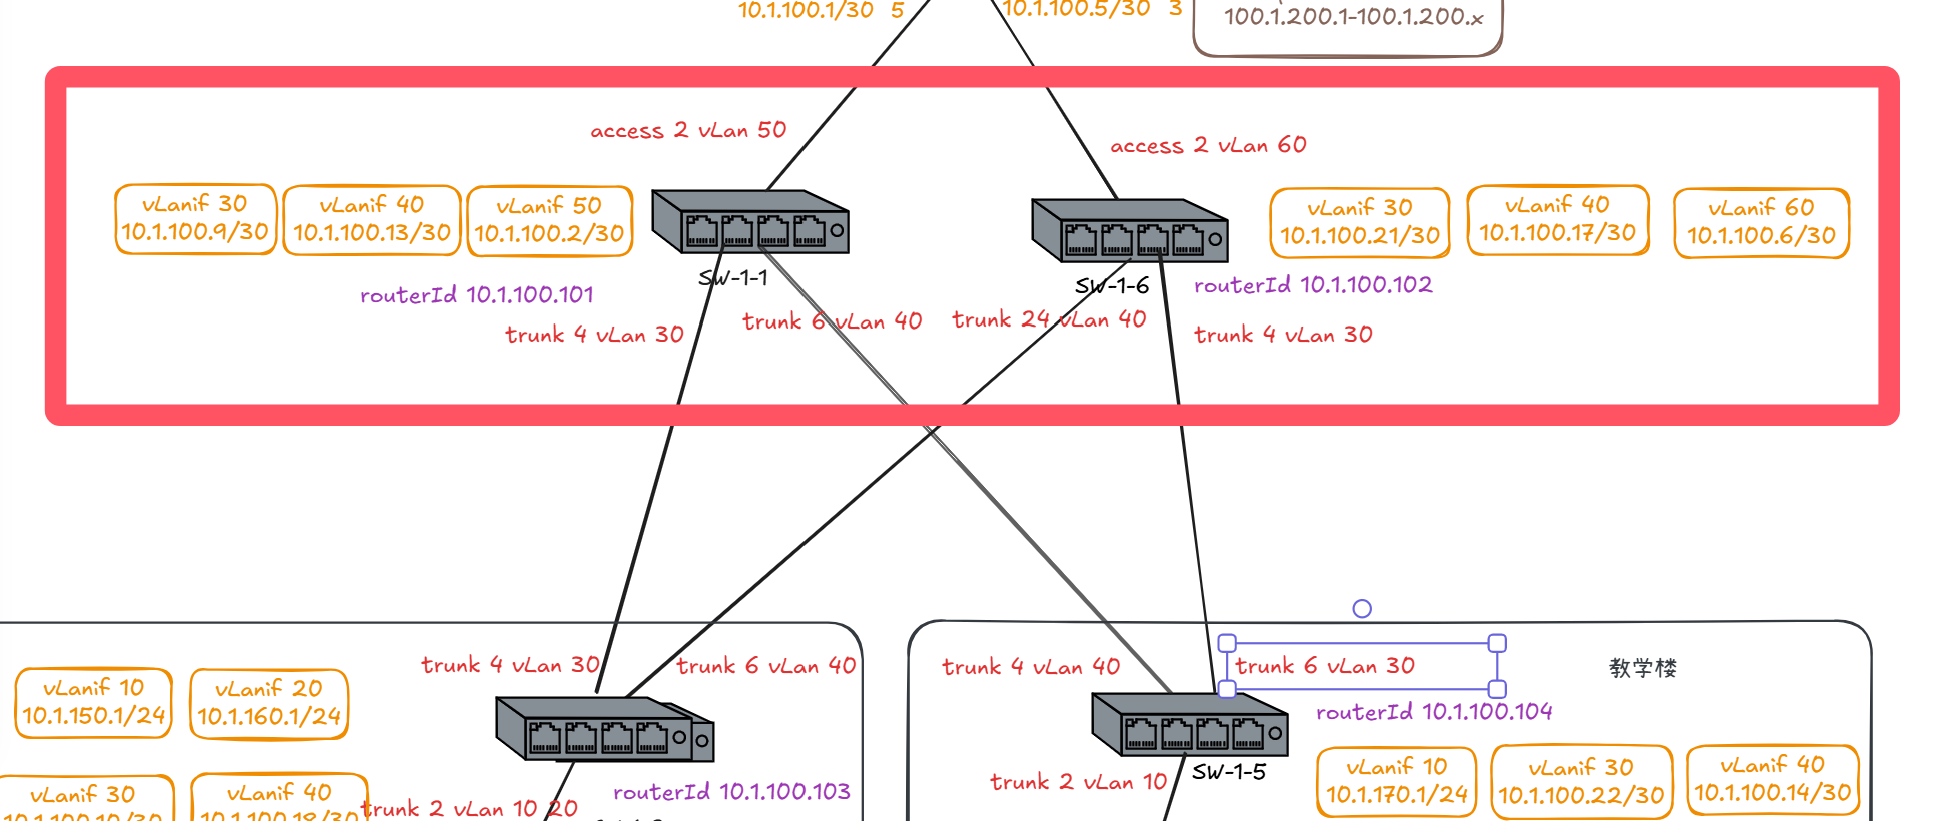 10.1.100.1/30 5
10.1.100.5/30 3
100.1.200.1-100.1.200.x
access 2 vLan 50
access 2 vLan 60
vLanif 30
10.1.100.9/30
vLanif 40
10.1.100.13/30
vLanif 50
10.1.100.2/30
vLanif 30
10.1.100.21/30
vLanif 40
10.1.100.17/30
vLanif 60
10.1.100.6/30
SW-1-1
SW-1-6
routerId 10.1.100.101
routerId 10.1.100.102
trunk 4 vLan 30
trunk 6 vLan 40
trunk 24 vLan 40
trunk 4 vLan 30
trunk 4 vLan 30
trunk 6 vLan 40
trunk 4 vLan 40
trunk 6 vLan 30
教学楼
vLanif 10
10.1.150.1/24
vLanif 20
10.1.160.1/24
routerId 10.1.100.104
SW-1-5
trunk 2 vLan 10
vLanif 10
10.1.170.1/24
vLanif 30
10.1.100.22/30
vLanif 40
10.1.100.14/30
routerId 10.1.100.103
vLanif 30
10.1.100.10/30
vLanif 40
10.1.100.18/30
trunk 2 vLan 10 20